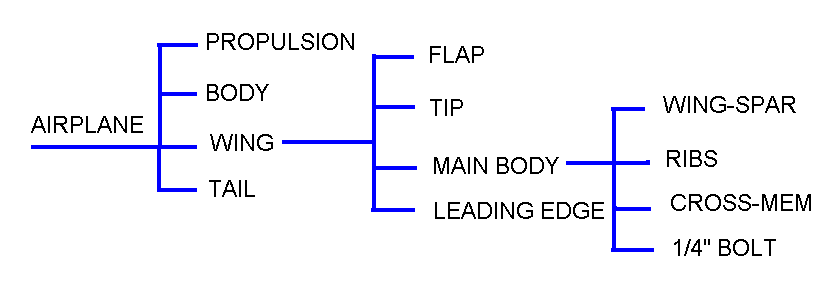 AIRPLANE
PROPULSION
BODY
WING
TAIL
FLAP
TIP
MAIN BODY
LEADING EDGE
WING-SPAR
RIBS
CROSS-MEM
1/4" BOLT